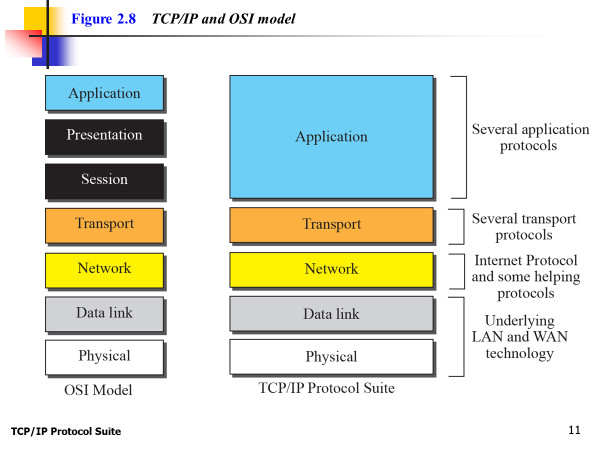 Figure 2.8 TCP/IP and OSI model
Application
Presentation
Session
Transport
Network
Data link
Physical
OSI Model
Application
Transport
Network
Data link
Physical
TCP/IP Protocol Suite
Several application
protocols
Several transport
protocols
Internet Protocol
and some helping
protocols
Underlying
LAN and WAN
technology
TCP/IP Protocol Suite
11